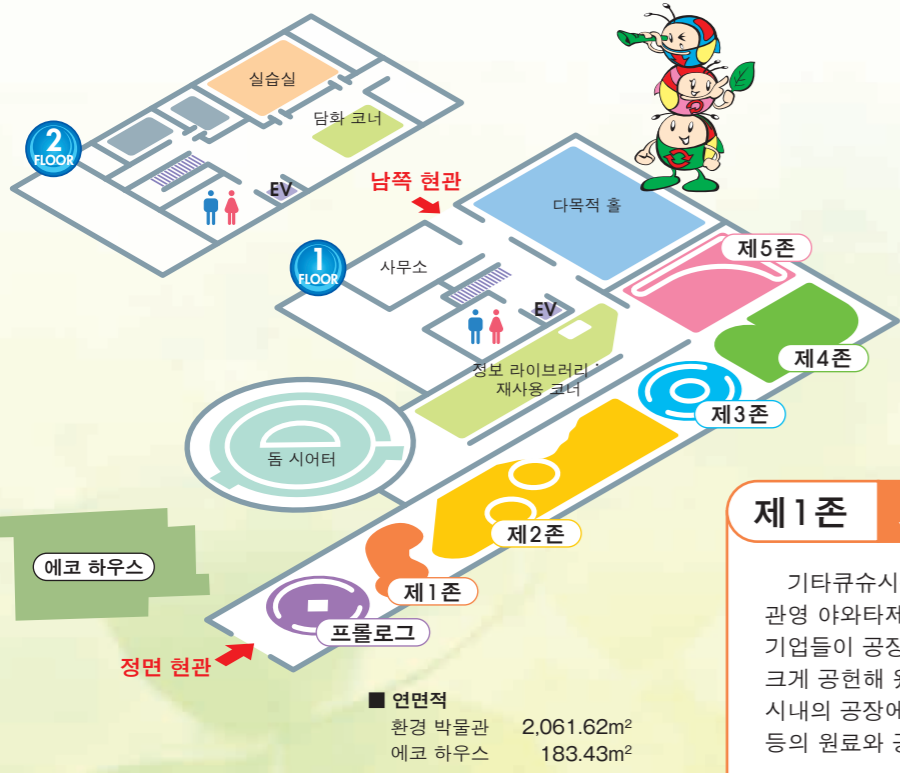 실습실
담화 코너
2
FLOOR
EV
남쪽 현관
다목적 홀
1
FLOOR
사무소
EV
제5존
제4존
정보 라이브러리 ·
재사용 코너
제3존
돔 시어터
제2존
에코 하우스
제1존
프롤로그
정면 현관
■ 연면적
환경 박물관 2,061.62m²
에코 하우스 183.43m²
제1존
기타큐슈시
관영 야와타제
기업들이 공장
크게 공헌해
시내의 공장에
등의 원료와